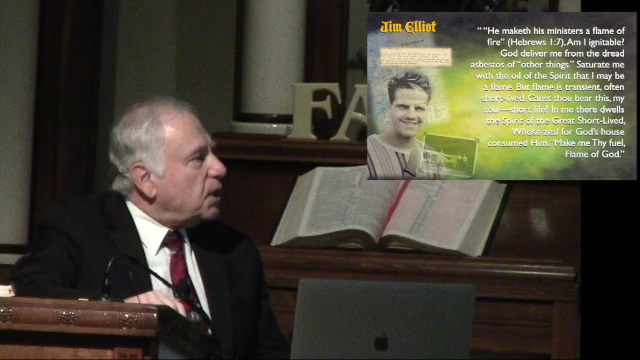 Jim Elliot
" "He maketh his ministers a flame of
fire" (Hebrews 1:7), Am I ignitable?
God deliver me from the dread
asbestos of "other things." Saturate me
with the oil of the Spirit that I may be
a flame. But flame is transient, often
short-lived. Canst thou bear this, my
soul—short life? In me there dwells
the Spirit of the Great Short-Lived,
Whose zeal for God's house
consumed Him. 'Make me Thy fuel,
Flame of God.'"
FA